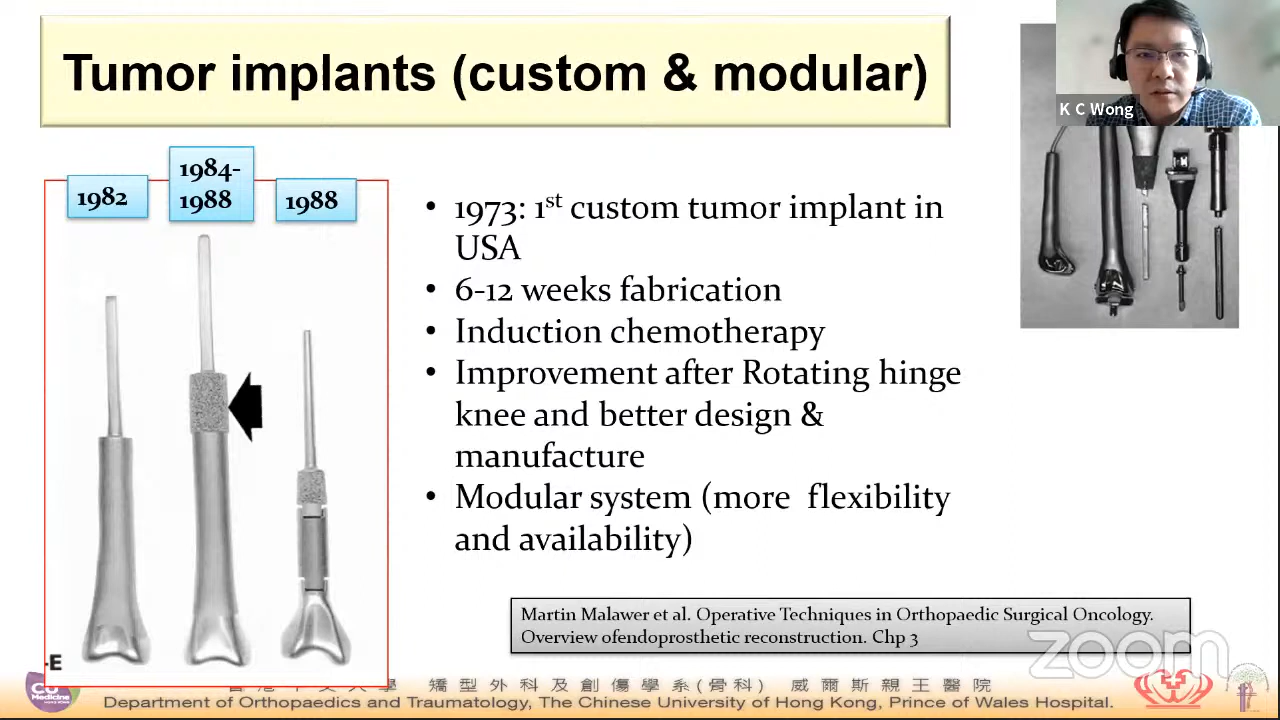 Tumor implants (custom & modular)
K C Wong
1982
1984-
1988
1988
• 1973: 1st custom tumor implant in
USA
• 6-12 weeks fabrication
• Induction chemotherapy
• Improvement after Rotating hinge
knee and better design &
manufacture
• Modular system (more flexibility
and availability)
Martin Malawer et al. Operative Techniques in Orthopaedic Surgical Oncology.
Overview ofendoprosthetic reconstruction. Chp 3
zoom
-E
CU
Medicine
HONG KONG
香港中文大學 矯型外科及創傷學系(骨 威爾斯親王醫院
Department of Orthopaedics and Traumatology, The Chinese University of Hong Kong, Prince of Wales Hospital.